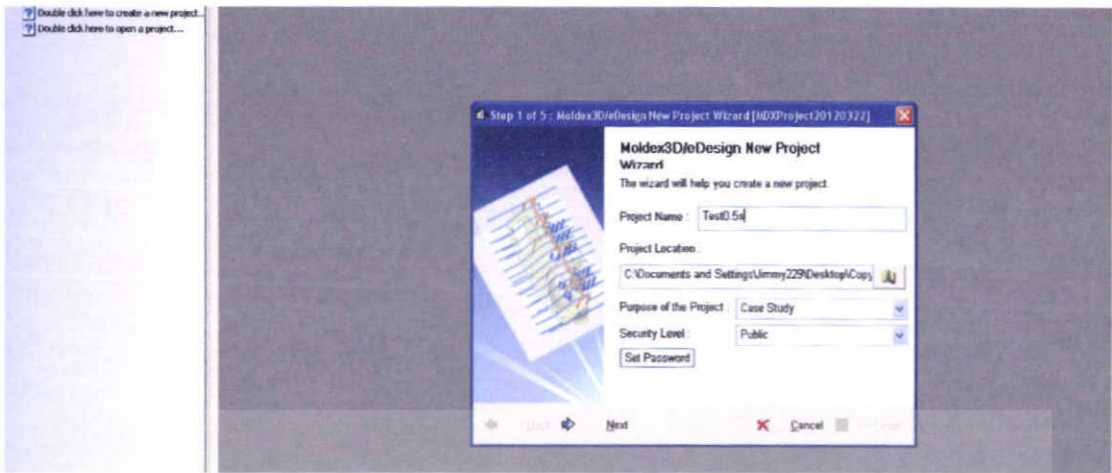 Double click here to create a new project...
Double click here to open a project...
Step 1 of 5 : Moldex3D/eDesign New Project Wizard [MDXProject20120322]
Moldex3D/eDesign New Project
Wizard
The wizard will help you create a new project.
Project Name : Test0.5s
Project Location :
C:\Documents and Settings\Jimmy229\Desktop\Copy
Purpose of the Project : Case Study
Security Level : Public
Set Password
Back Next Cancel